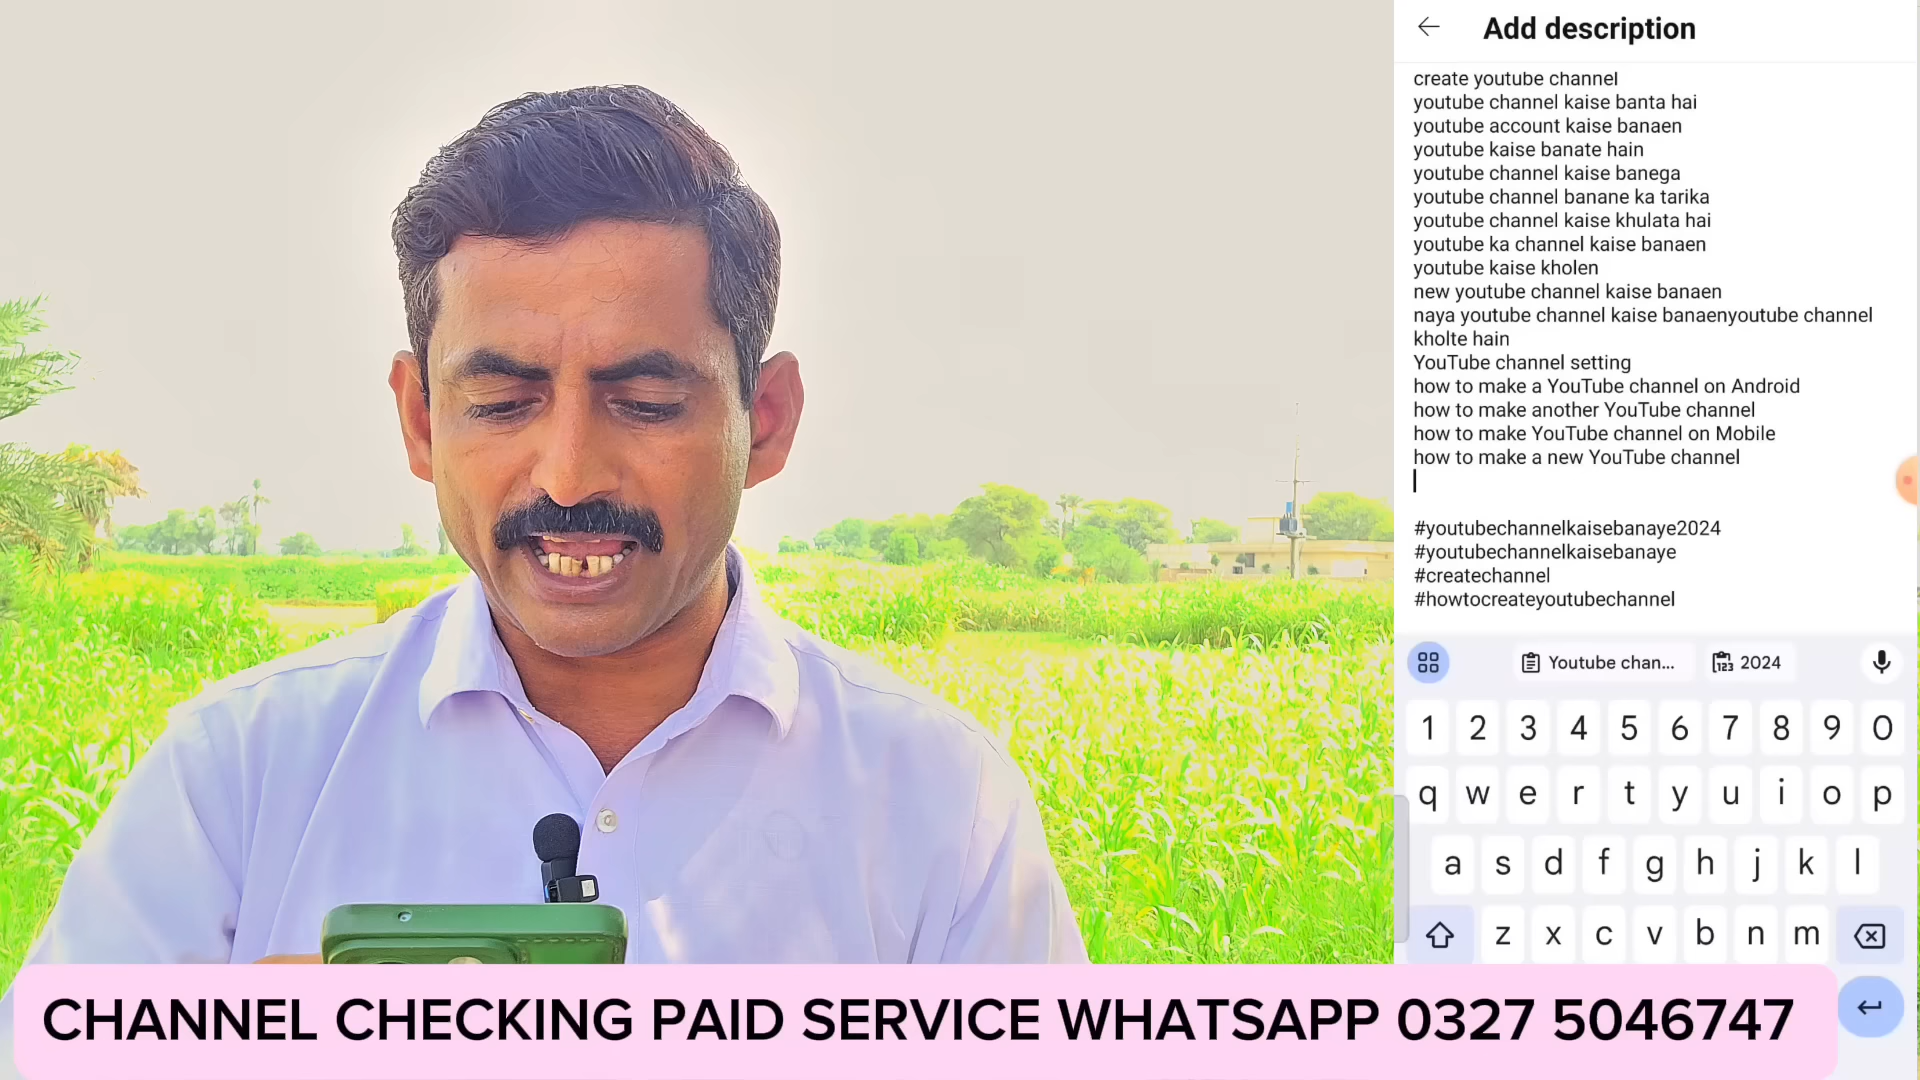 Add description
create youtube channel
youtube channel kaise banta hai
youtube account kaise banaen
youtube kaise banate hain
youtube channel kaise banega
youtube channel banane ka tarika
youtube channel kaise khulata hai
youtube ka channel kaise banaen
youtube kaise kholen
new youtube channel kaise banaen
naya youtube channel kaise banaenyoutube channel
kholte hain
YouTube channel setting
how to make a YouTube channel on Android
how to make another YouTube channel
how to make YouTube channel on Mobile
how to make a new YouTube channel
#youtubechannelkaisebanaye2024
#youtubechannelkaisebanaye
#createchannel
#howtocreateyoutubechannel
Youtube chan... 123 2024
1 2 3 4 5 6 7 8 9 0
q w e r t y u i o p
a s d f g h j k l
z x c v b n m
CHANNEL CHECKING PAID SERVICE WHATSAPP 0327 5046747